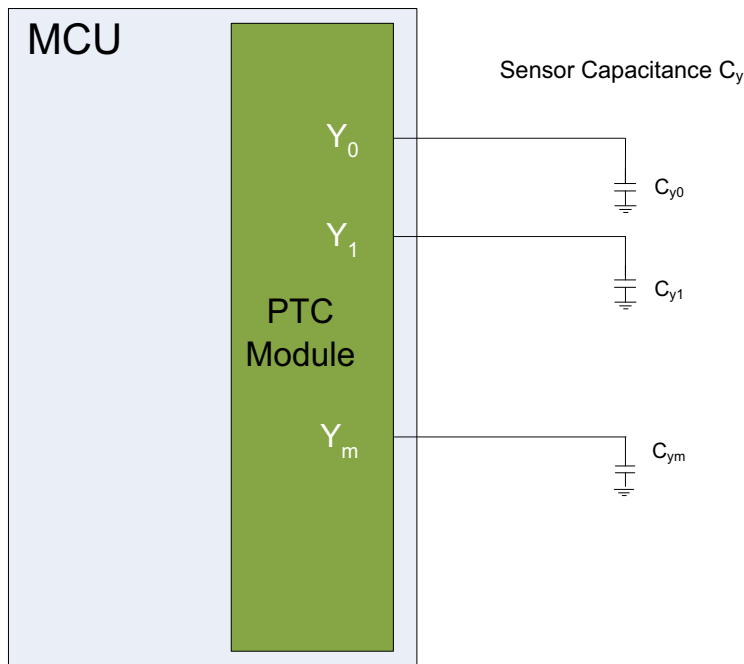 MCU
Sensor Capacitance Cy
Y0
Cy0
Y1
Cy1
PTC
Module
Ym
Cym